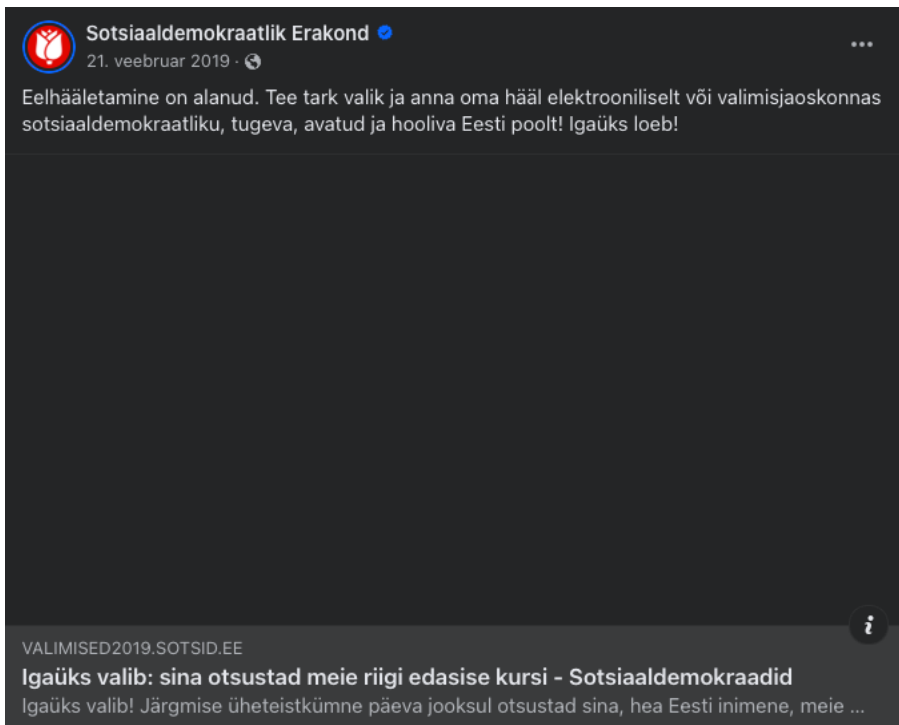 Sotsiaaldemokraatlik Erakond
21. veebruar 2019 ·
Eelhääletamine on alanud. Tee tark valik ja anna oma hääl elektrooniliselt või valimisjaoskonnas
sotsiaaldemokraatliku, tugeva, avatud ja hooliva Eesti poolt! Igaüks loeb!
VALIMISED2019.SOTSID.EE
Igaüks valib: sina otsustad meie riigi edasise kursi - Sotsiaaldemokraadid
Igaüks valib! Järgmise üheteistkümne päeva jooksul otsustad sina, hea Eesti inimene, meie ...